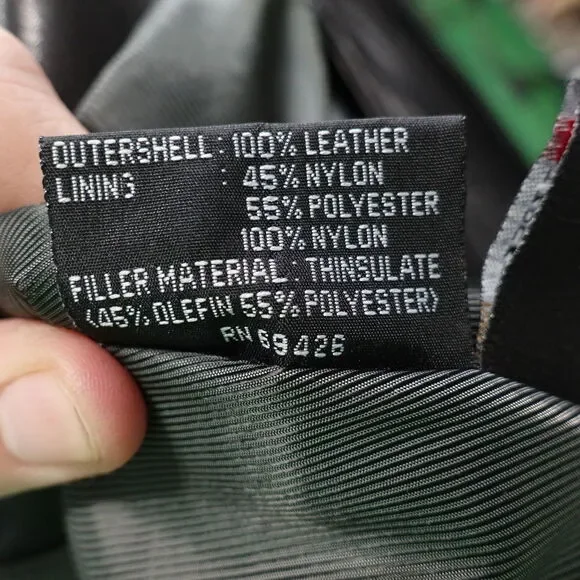 OUTERSHELL : 100% LEATHER
LINING : 45% NYLON
55% POLYESTER
100% NYLON
FILLER MATERIAL : THINSULATE
(45% OLEFIN 55% POLYESTER)
RN 69426